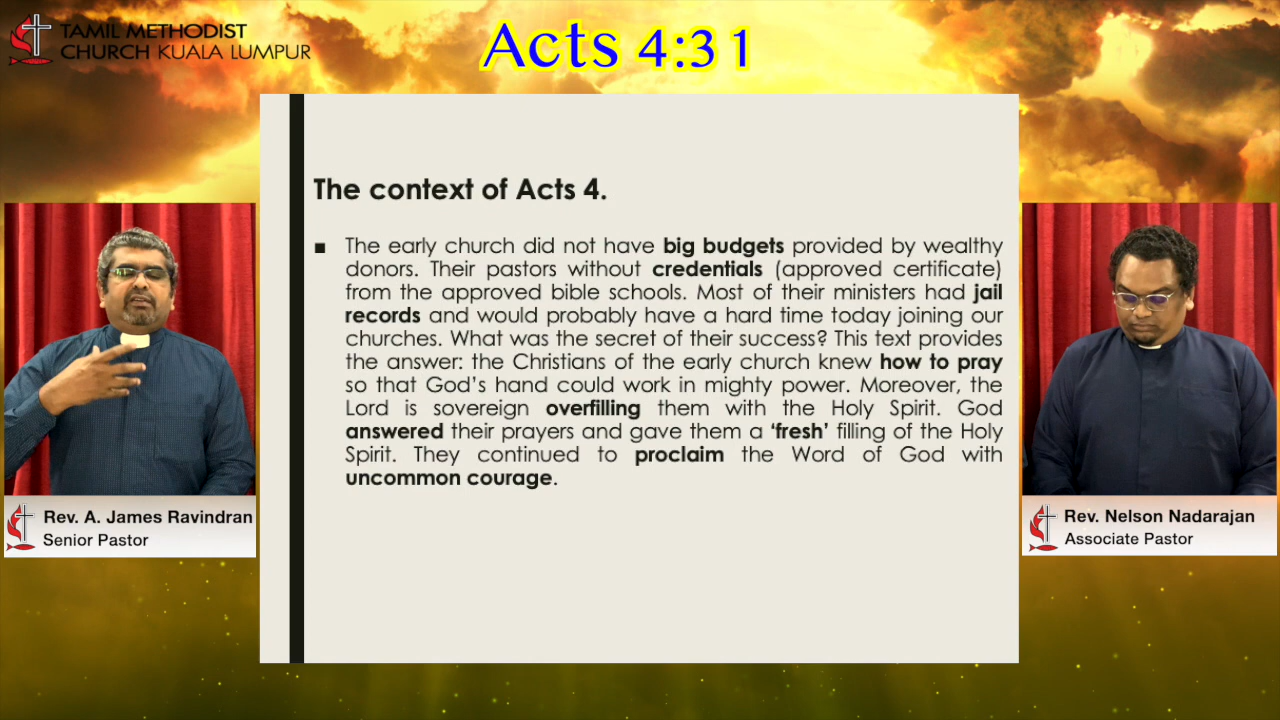 TAMIL METHODIST
CHURCH KUALA LUMPUR
Acts 4:31
The context of Acts 4.
■ The early church did not have big budgets provided by wealthy
donors. Their pastors without credentials (approved certificate)
from the approved bible schools. Most of their ministers had jail
records and would probably have a hard time today joining our
churches. What was the secret of their success? This text provides
the answer: the Christians of the early church knew how to pray
so that God’s hand could work in mighty power. Moreover, the
Lord is sovereign overfilling them with the Holy Spirit. God
answered their prayers and gave them a ‘fresh’ filling of the Holy
Spirit. They continued to proclaim the Word of God with
uncommon courage.
Rev. A. James Ravindran
Senior Pastor
Rev. Nelson Nadarajan
Associate Pastor